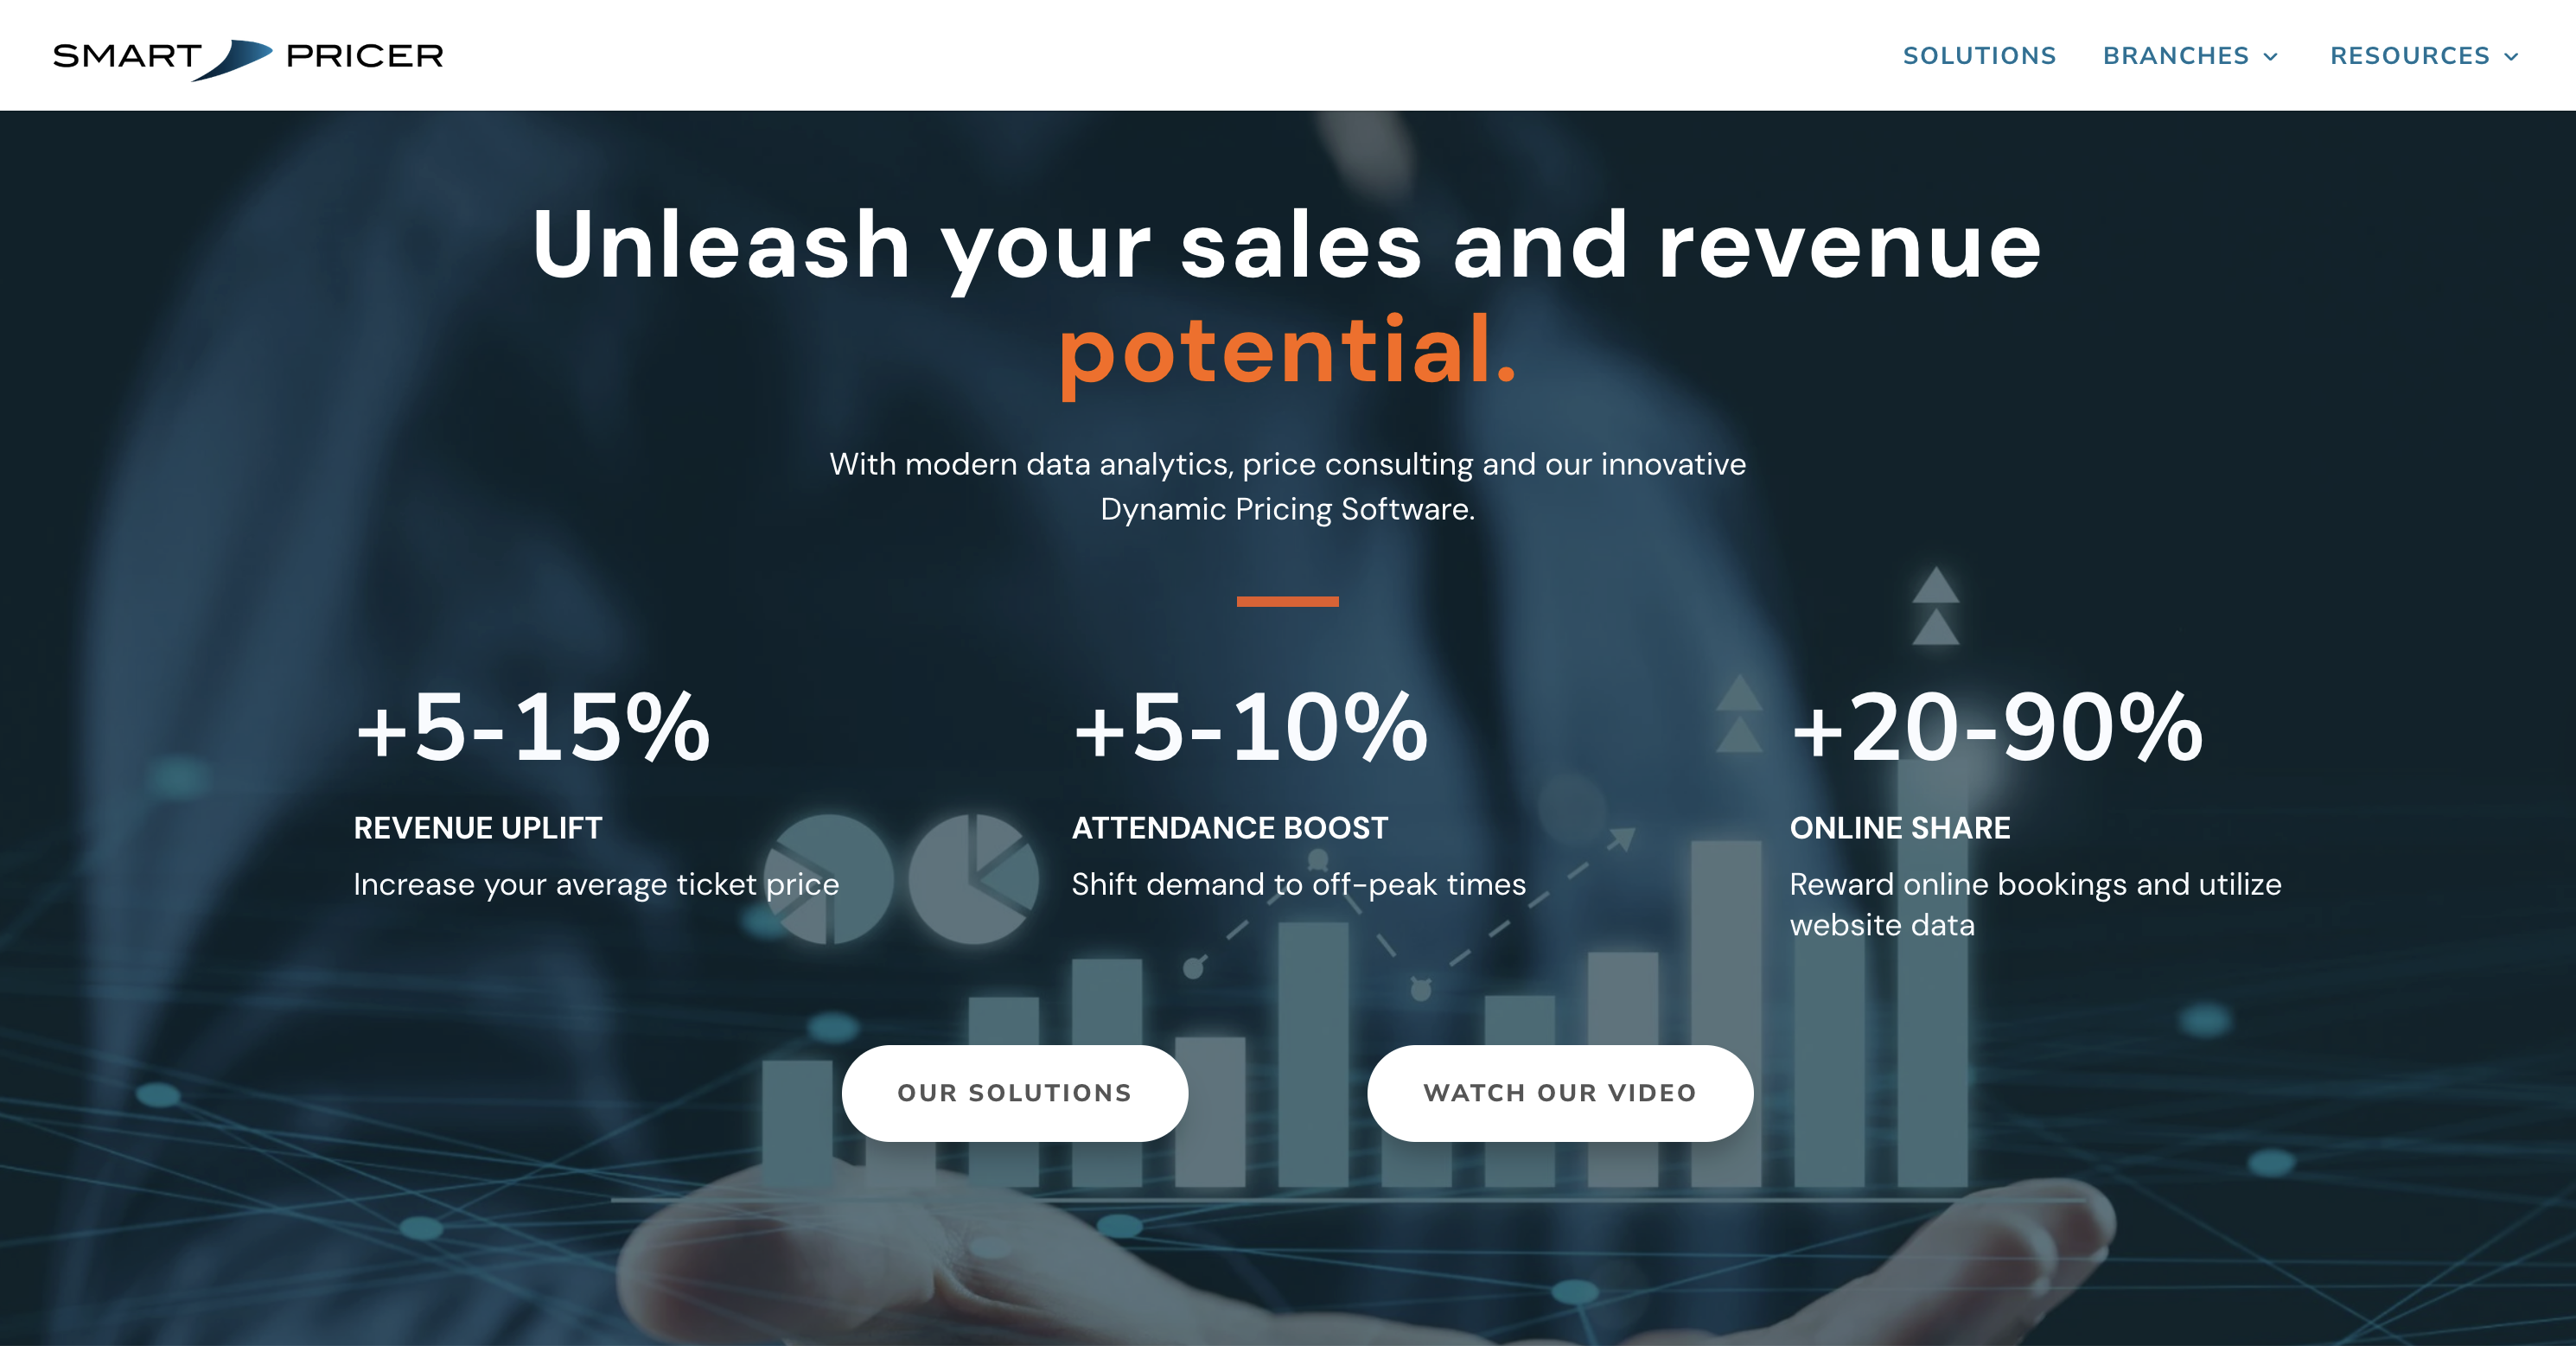 SMART PRICER
SOLUTIONS BRANCHES RESOURCES
Unleash your sales and revenue
potential.
With modern data analytics, price consulting and our innovative
Dynamic Pricing Software.
+5-15%
REVENUE UPLIFT
Increase your average ticket price
+5-10%
ATTENDANCE BOOST
Shift demand to off-peak times
+20-90%
ONLINE SHARE
Reward online bookings and utilize
website data
OUR SOLUTIONS
WATCH OUR VIDEO